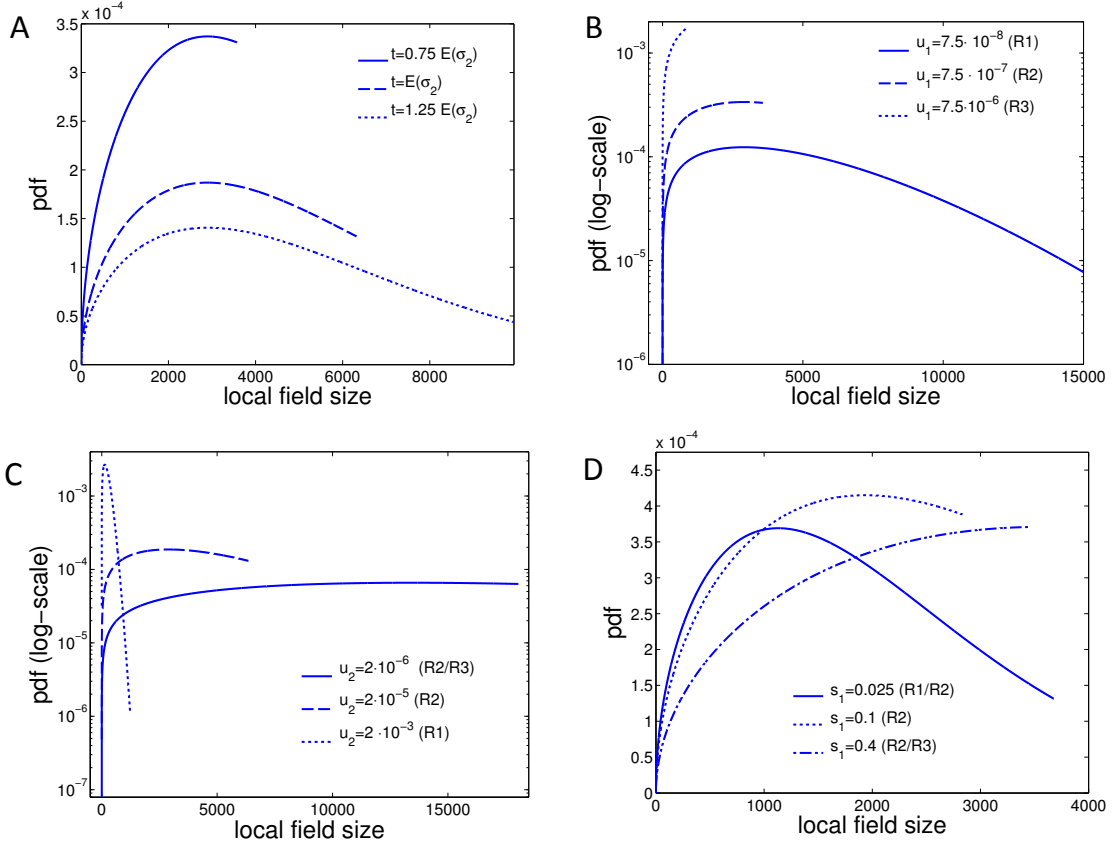 A
x 10⁻⁴
3.5
3
2.5
2
1.5
1
0.5
0
pdf
t=0.75 E(σ₂)
t=E(σ₂)
t=1.25 E(σ₂)
0 2000 4000 6000 8000
local field size
B
10⁻³
10⁻⁴
10⁻⁵
10⁻⁶
pdf (log−scale)
u₁=7.5· 10⁻⁸ (R1)
u₁=7.5 · 10⁻⁷ (R2)
u₁=7.5·10⁻⁶ (R3)
0 5000 10000 15000
local field size
C
10⁻³
10⁻⁴
10⁻⁵
10⁻⁶
10⁻⁷
pdf (log−scale)
u₂=2·10⁻⁶ (R2/R3)
u₂=2·10⁻⁵ (R2)
u₂=2 ·10⁻³ (R1)
0 5000 10000 15000
local field size
D
x 10⁻⁴
4.5
4
3.5
3
2.5
2
1.5
1
0.5
0
pdf
s₁=0.025 (R1/R2)
s₁=0.1 (R2)
s₁=0.4 (R2/R3)
0 1000 2000 3000 4000
local field size